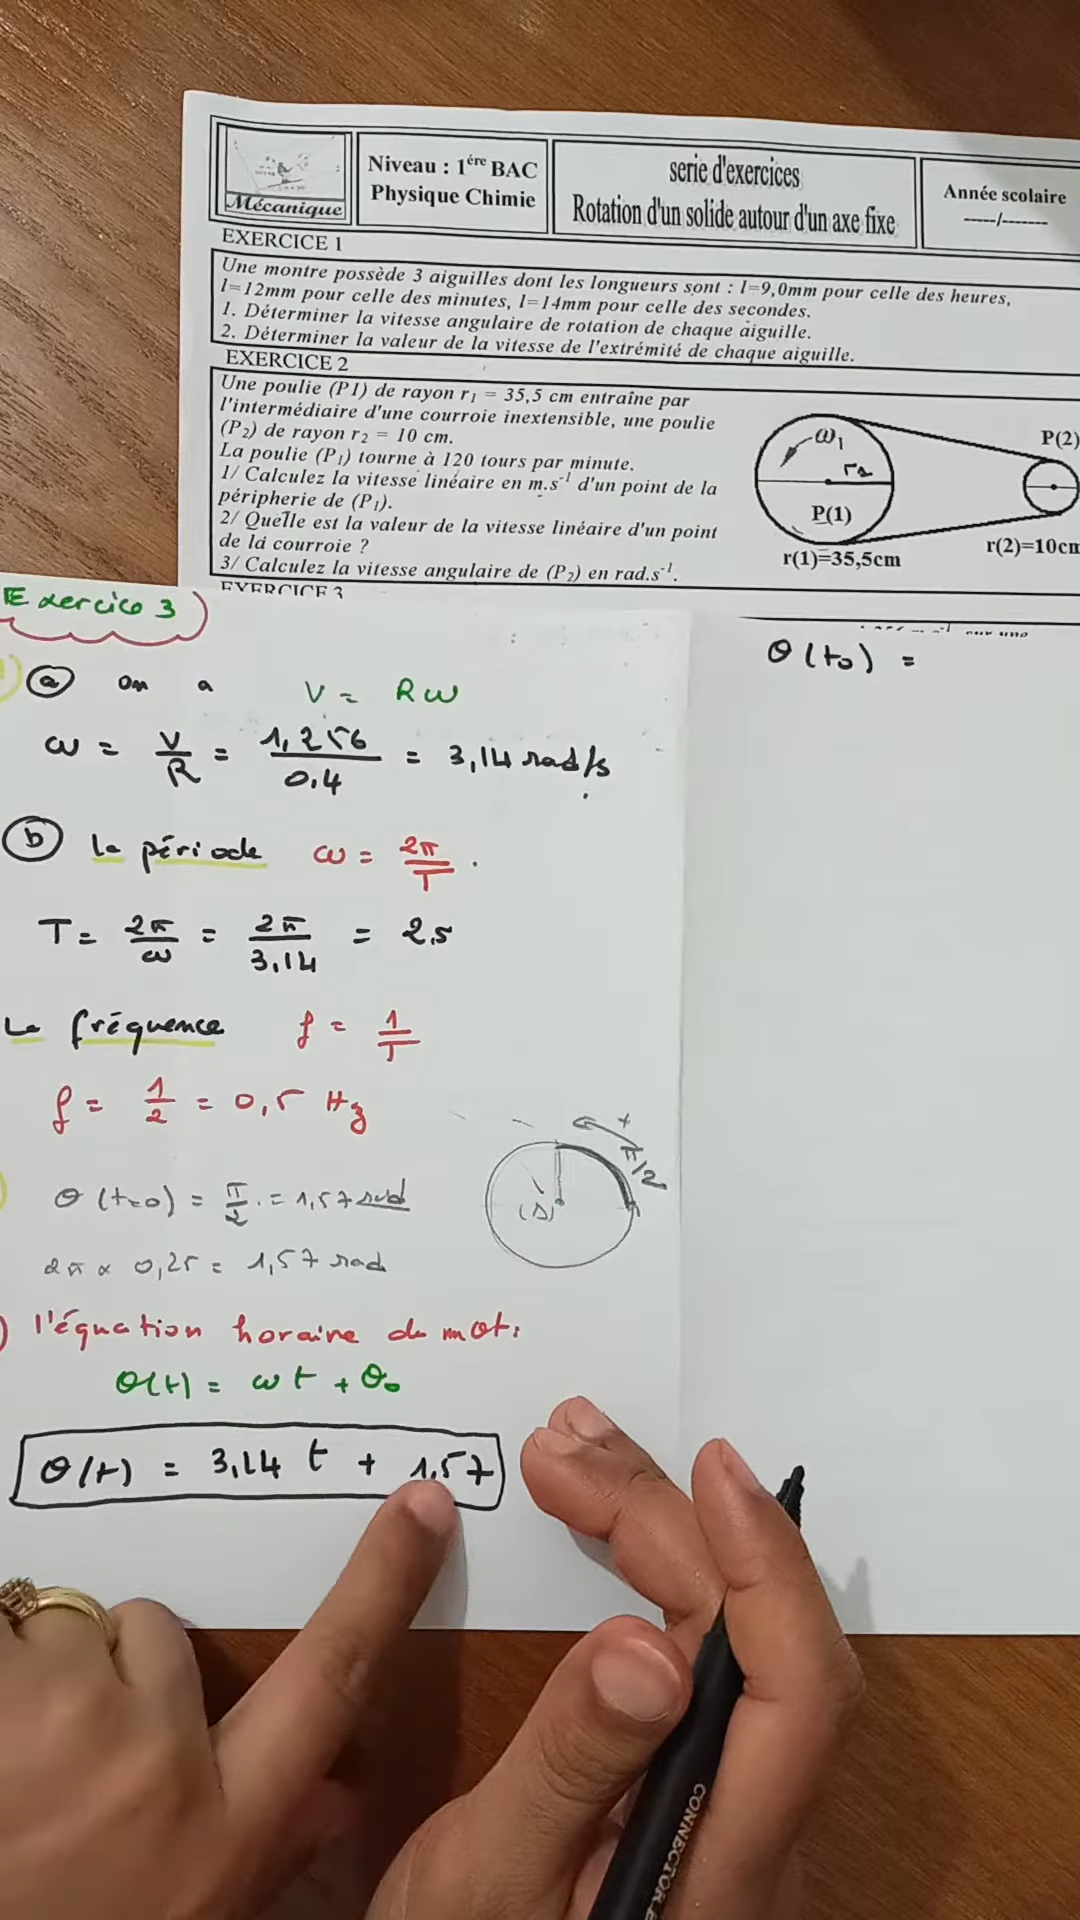 Mécanique
Niveau : 1ére BAC
Physique Chimie
serie d'exercices
Rotation d'un solide autour d'un axe fixe
Année scolaire
-----/-------
EXERCICE 1
Une montre possède 3 aiguilles dont les longueurs sont : l=9,0mm pour celle des heures,
l=12mm pour celle des minutes, l=14mm pour celle des secondes.
1. Déterminer la vitesse angulaire de rotation de chaque aiguille.
2. Déterminer la valeur de la vitesse de l'extrémité de chaque aiguille.
EXERCICE 2
Une poulie (P1) de rayon r₁ = 35,5 cm entraîne par
l'intermédiaire d'une courroie inextensible, une poulie
(P₂) de rayon r₂ = 10 cm.
La poulie (P₁) tourne à 120 tours par minute.
1/ Calculez la vitesse linéaire en m.s⁻¹ d'un point de la
péripherie de (P₁).
2/ Quelle est la valeur de la vitesse linéaire d'un point
de la courroie ?
3/ Calculez la vitesse angulaire de (P₂) en rad.s⁻¹.
ω₁
P(1)
r(1)=35,5cm
P(2)
r(2)=10cm
EXERCICE 3
Exercice 3
a on a V = Rω
ω = V/R = 1,256/0.4 = 3,14 rad/s
b la période ω = 2π/T
T = 2π/ω = 2π/3,14 = 2s
La fréquence f = 1/T
f = 1/2 = 0,5 Hz
θ(t=0) = π/2 = 1,57 rad
2π × 0,25 = 1,57 rad
+
π/2
(Δ)
l'équation horaire du mot:
θ(t) = ωt + θ₀
θ(t) = 3,14 t + 1,57
θ(t₀) =
CONNECTOR